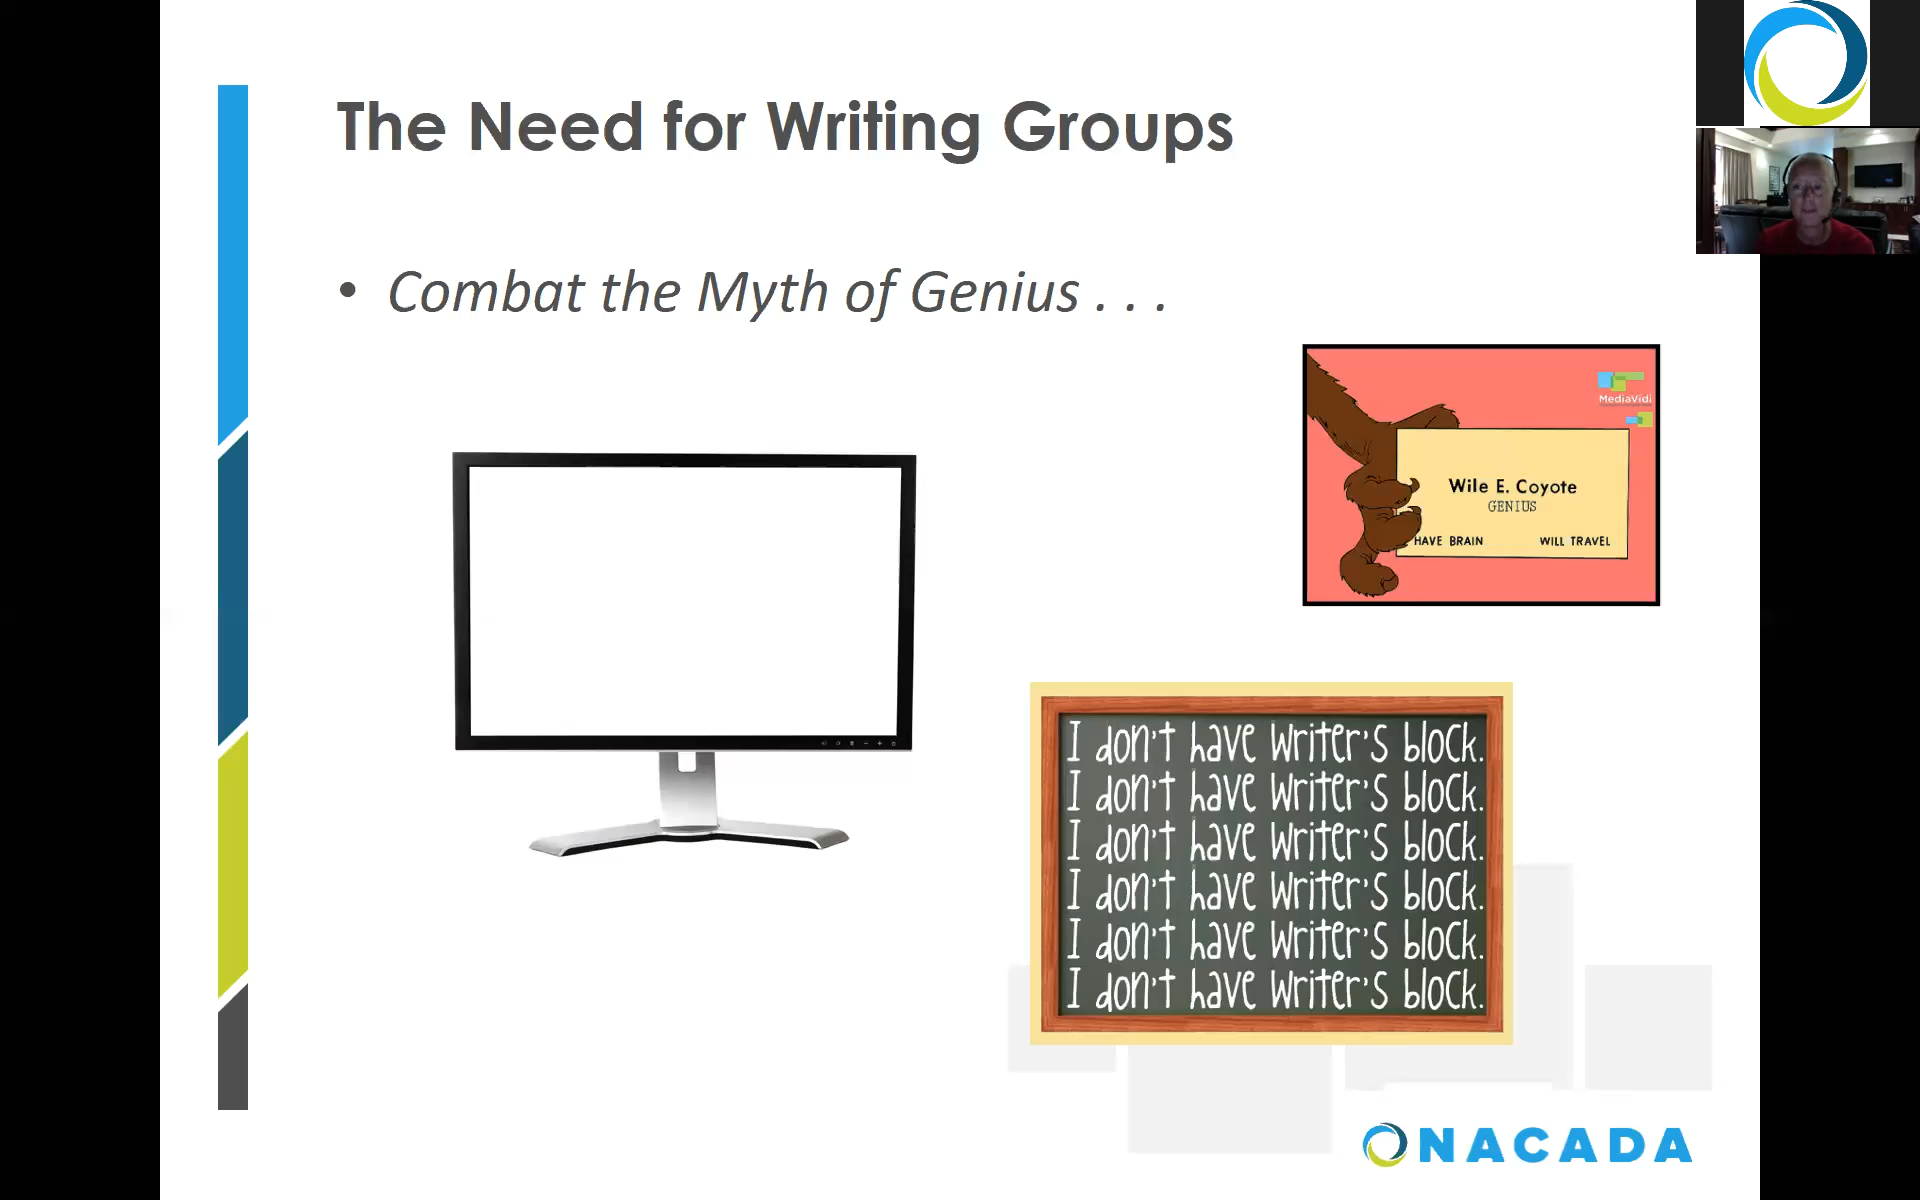 The Need for Writing Groups
• Combat the Myth of Genius . . .
MediaVidi
Wile E. Coyote
GENIUS
HAVE BRAIN WILL TRAVEL
I don't have writer's block.
I don't have writer's block.
I don't have writer's block.
I don't have writer's block.
I don't have writer's block.
I don't have writer's block.
NACADA